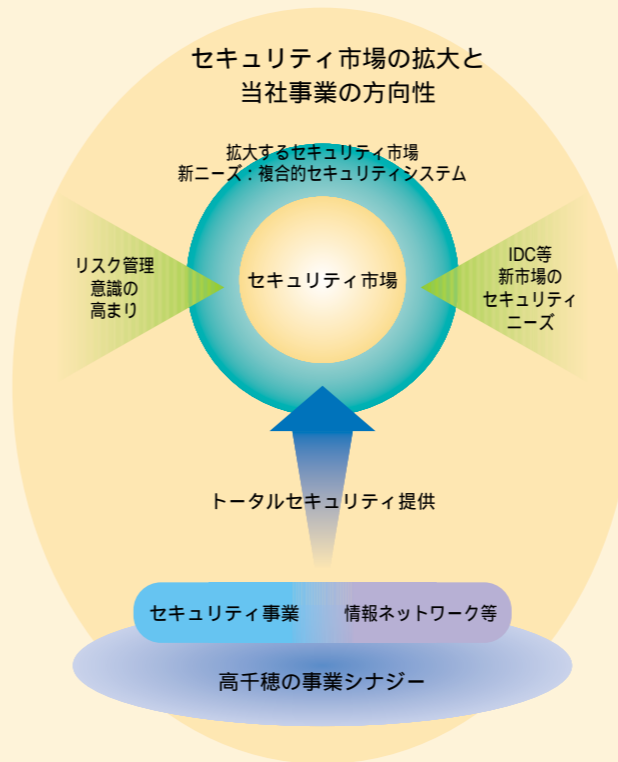 セキュリティ市場の拡大と
当社事業の方向性
拡大するセキュリティ市場
新ニーズ：複合的セキュリティシステム
リスク管理
意識の
高まり
セキュリティ市場
IDC等
新市場の
セキュリティ
ニーズ
トータルセキュリティ提供
セキュリティ事業
情報ネットワーク等
高千穂の事業シナジー